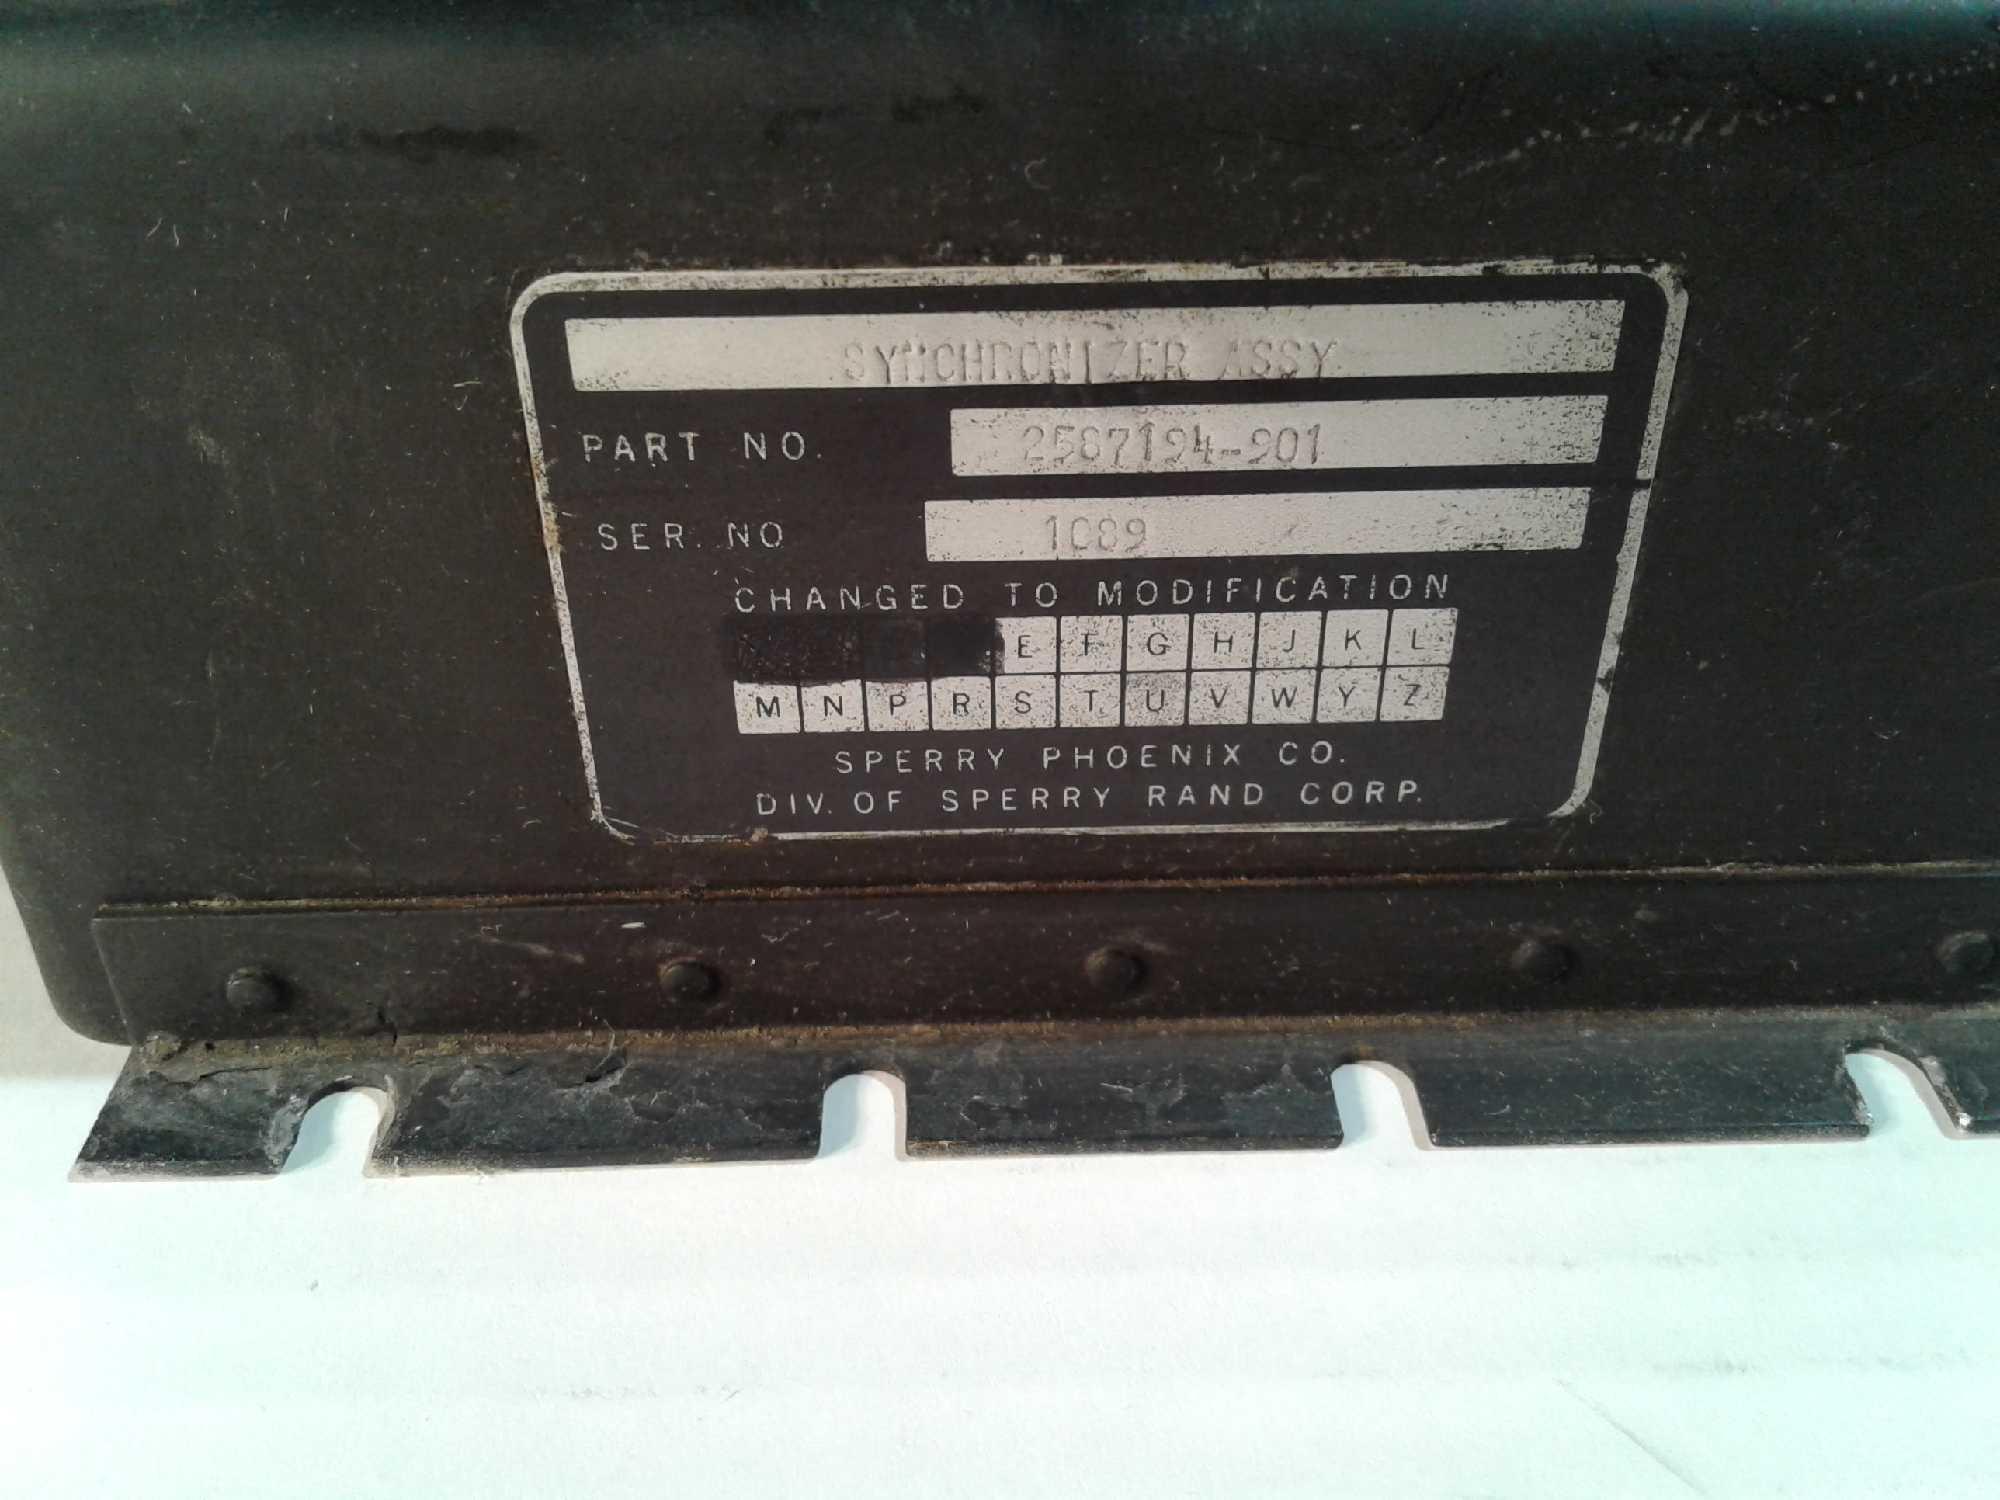 SYNCHRONIZER ASSY
PART NO. 2587194-901
SER. NO 1089
CHANGED TO MODIFICATION
E F G H J K L
M N P R S T U V W Y Z
SPERRY PHOENIX CO.
DIV. OF SPERRY RAND CORP.